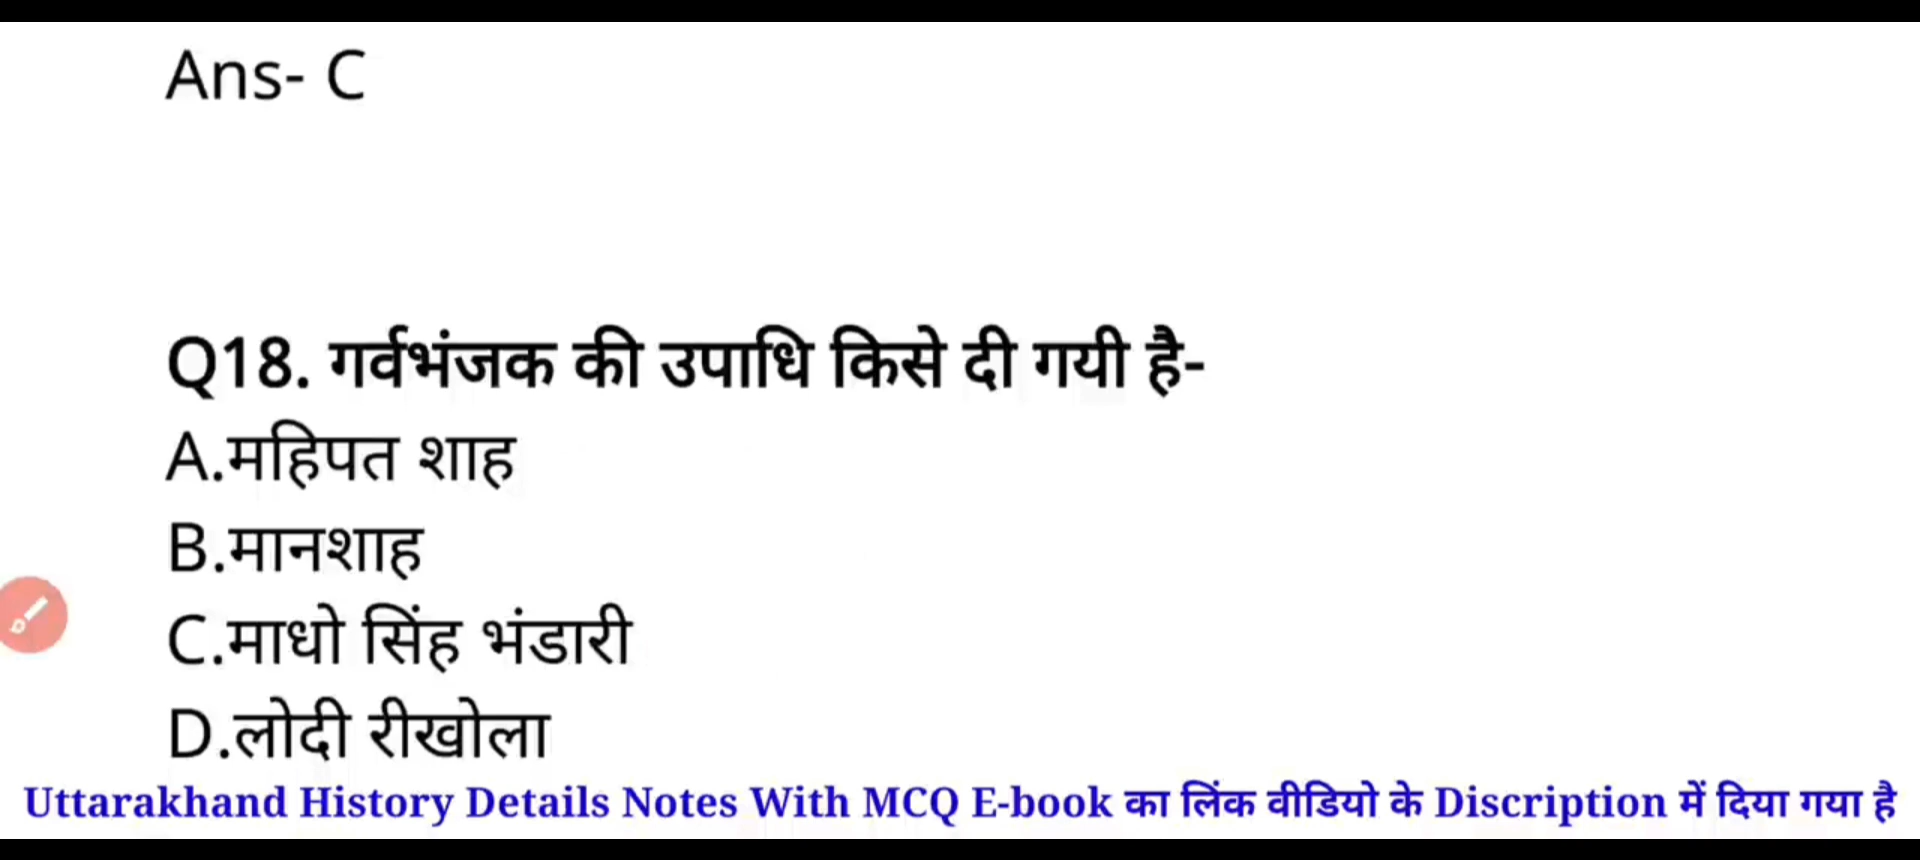 Ans- C
Q18. गर्वभंजक की उपाधि किसे दी गयी है-
A.महिपत शाह
B.मानशाह
C.माधो सिंह भंडारी
D.लोदी रीखोला
Uttarakhand History Details Notes With MCQ E-book का लिंक वीडियो के Discription में दिया गया है